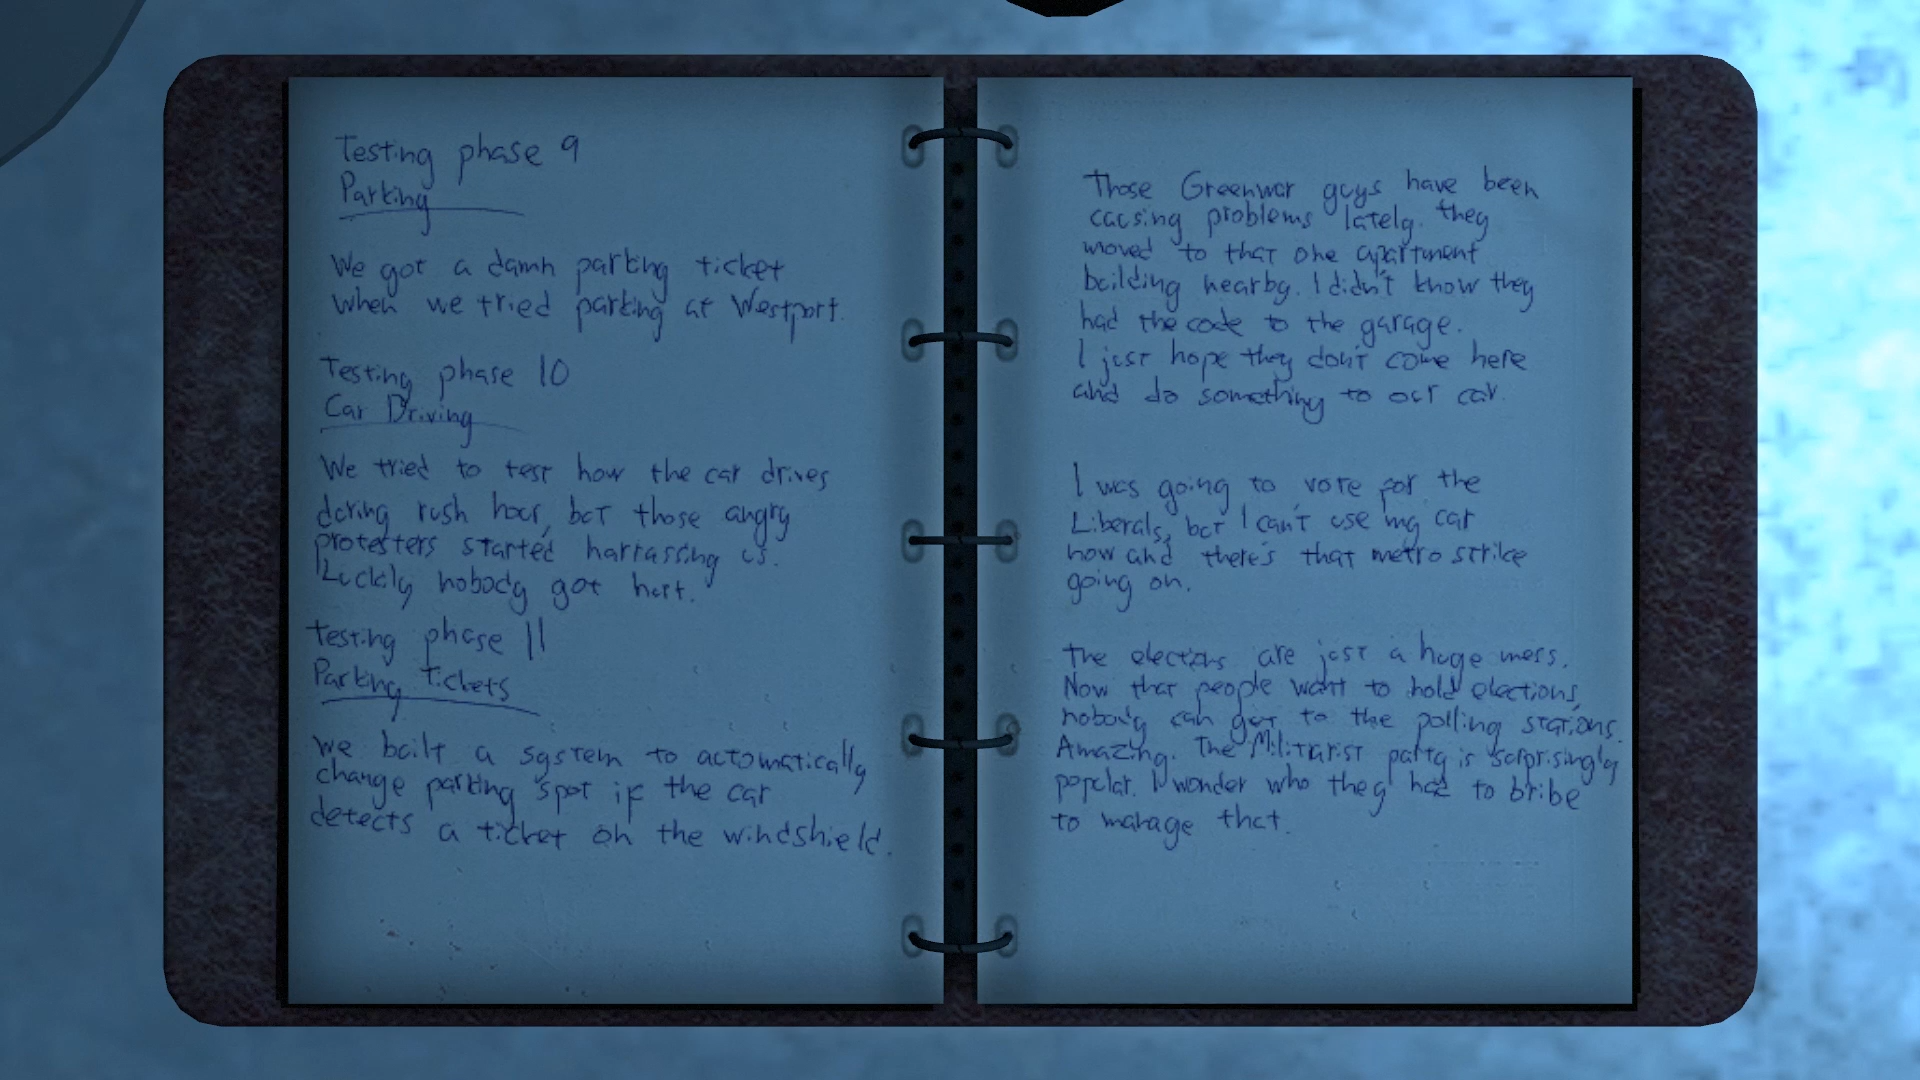 Testing phase 9
Parking
We got a damn parking ticket
when we tried parking at Westport.
Testing phase 10
Car Driving
We tried to test how the car drives
during rush hour, but those angry
protesters started harrassing us.
Luckily nobody got hurt.
Testing phase 11
Parking Tickets
We built a system to automatically
change parking spot if the car
detects a ticket on the windshield.
Those Greenwar guys have been
causing problems lately. they
moved to that one apartment
building nearby. I didn't know they
had the code to the garage.
I just hope they don't come here
and do something to our car.
I was going to vote for the
Liberals, but I can't use my car
now and there's that metro strike
going on.
The elections are just a huge mess.
Now that people want to hold elections,
nobody can get to the polling stations.
Amazing. The Militarist party is surprisingly
popular. I wonder who they had to bribe
to manage that.